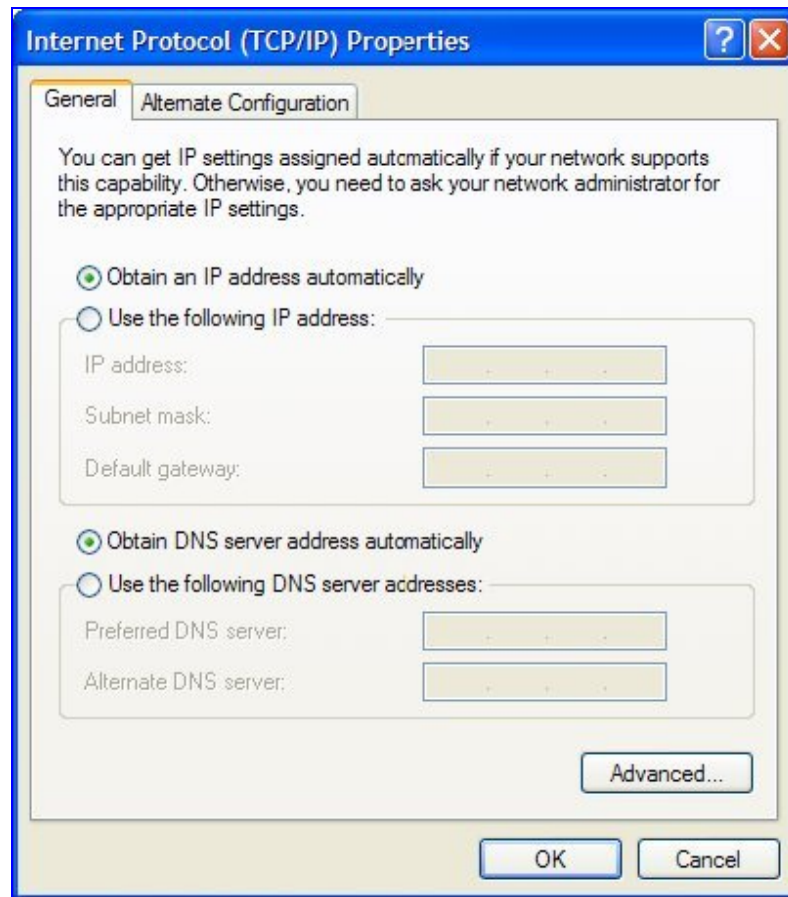 Internet Protocol (TCP/IP) Properties
General
Alternate Configuration
You can get IP settings assigned automatically if your network supports
this capability. Otherwise, you need to ask your network administrator for
the appropriate IP settings.
Obtain an IP address automatically
Use the following IP address:
IP address:
Subnet mask:
Default gateway:
Obtain DNS server address automatically
Use the following DNS server addresses:
Preferred DNS server:
Alternate DNS server:
Advanced...
OK
Cancel